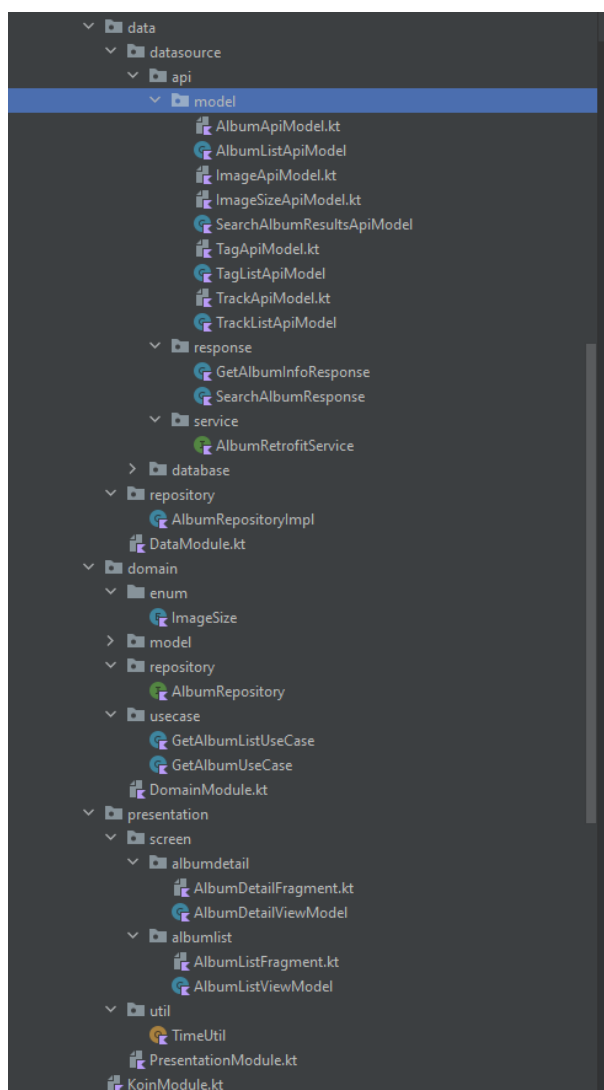 data
datasource
api
model
AlbumApiModel.kt
AlbumListApiModel
ImageApiModel.kt
ImageSizeApiModel.kt
SearchAlbumResultsApiModel
TagApiModel.kt
TagListApiModel
TrackApiModel.kt
TrackListApiModel
response
GetAlbumInfoResponse
SearchAlbumResponse
service
AlbumRetrofitService
database
repository
AlbumRepositoryImpl
DataModule.kt
domain
enum
ImageSize
model
repository
AlbumRepository
usecase
GetAlbumListUseCase
GetAlbumUseCase
DomainModule.kt
presentation
screen
albumdetail
AlbumDetailFragment.kt
AlbumDetailViewModel
albumlist
AlbumListFragment.kt
AlbumListViewModel
util
TimeUtil
PresentationModule.kt
KoinModule.kt